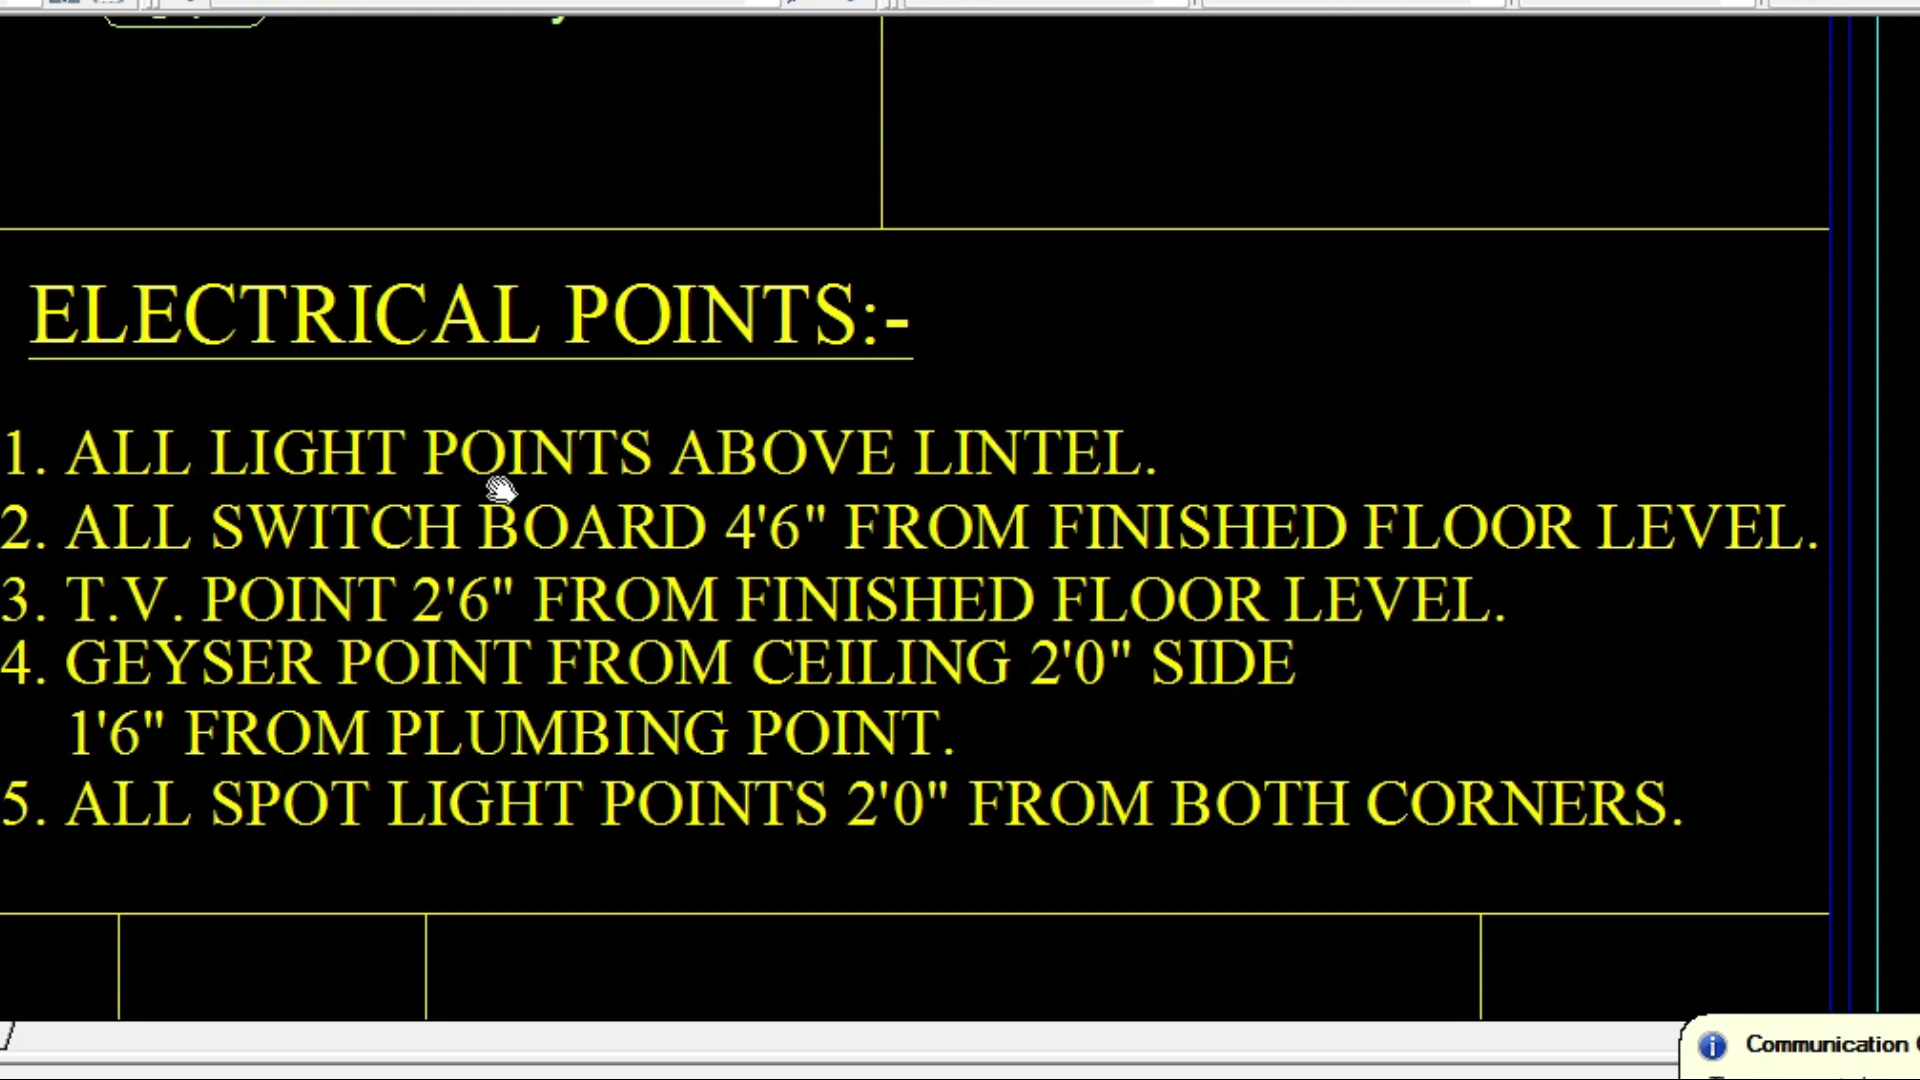 ELECTRICAL POINTS:-
1. ALL LIGHT POINTS ABOVE LINTEL.
2. ALL SWITCH BOARD 4'6" FROM FINISHED FLOOR LEVEL.
3. T.V. POINT 2'6" FROM FINISHED FLOOR LEVEL.
4. GEYSER POINT FROM CEILING 2'0" SIDE
1'6" FROM PLUMBING POINT.
5. ALL SPOT LIGHT POINTS 2'0" FROM BOTH CORNERS.
Communication